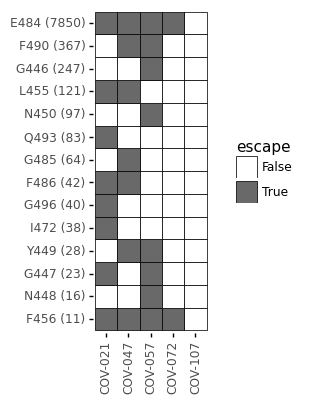 E484 (7850)
F490 (367)
G446 (247)
L455 (121)
N450 (97)
Q493 (83)
G485 (64)
F486 (42)
G496 (40)
I472 (38)
Y449 (28)
G447 (23)
N448 (16)
F456 (11)
COV-021
COV-047
COV-057
COV-072
COV-107
escape
False
True